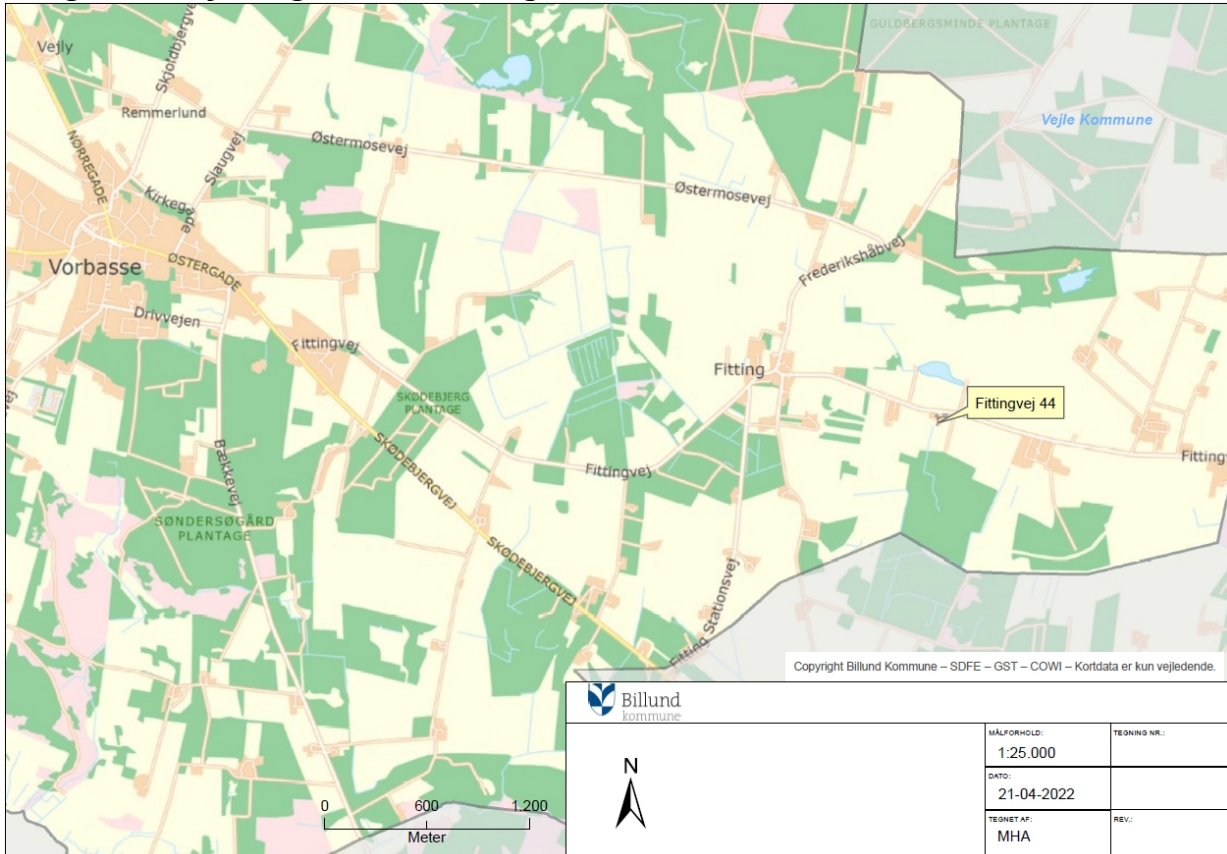 GULDBERGSMINDE PLANTAGE
Vejly
Skjoldbjergvej
Remmerlund
Vejle Kommune
NØRREGADE
Slaugvej
Østermosevej
Østermosevej
Kirkegade
Frederikshåbvej
ØSTERGADE
Vorbasse
Drivvejen
Fittingvej
Fitting
SKØDEBJERG
PLANTAGE
Fittingvej 44
SKØDEBJERGVEJ
Bækkevej
Fittingvej
Fittingv
SØNDERSØGÅRD
PLANTAGE
SKØDEBJERGVEJ
Fitting Stationsvej
Copyright Billund Kommune – SDFE – GST – COWI – Kortdata er kun vejledende.
Billund
kommune
N
MÅLFORHOLD:
1:25.000
TEGNING NR.:
DATO:
21-04-2022
TEGNET AF:
MHA
REV.:
0 600 1.200
Meter